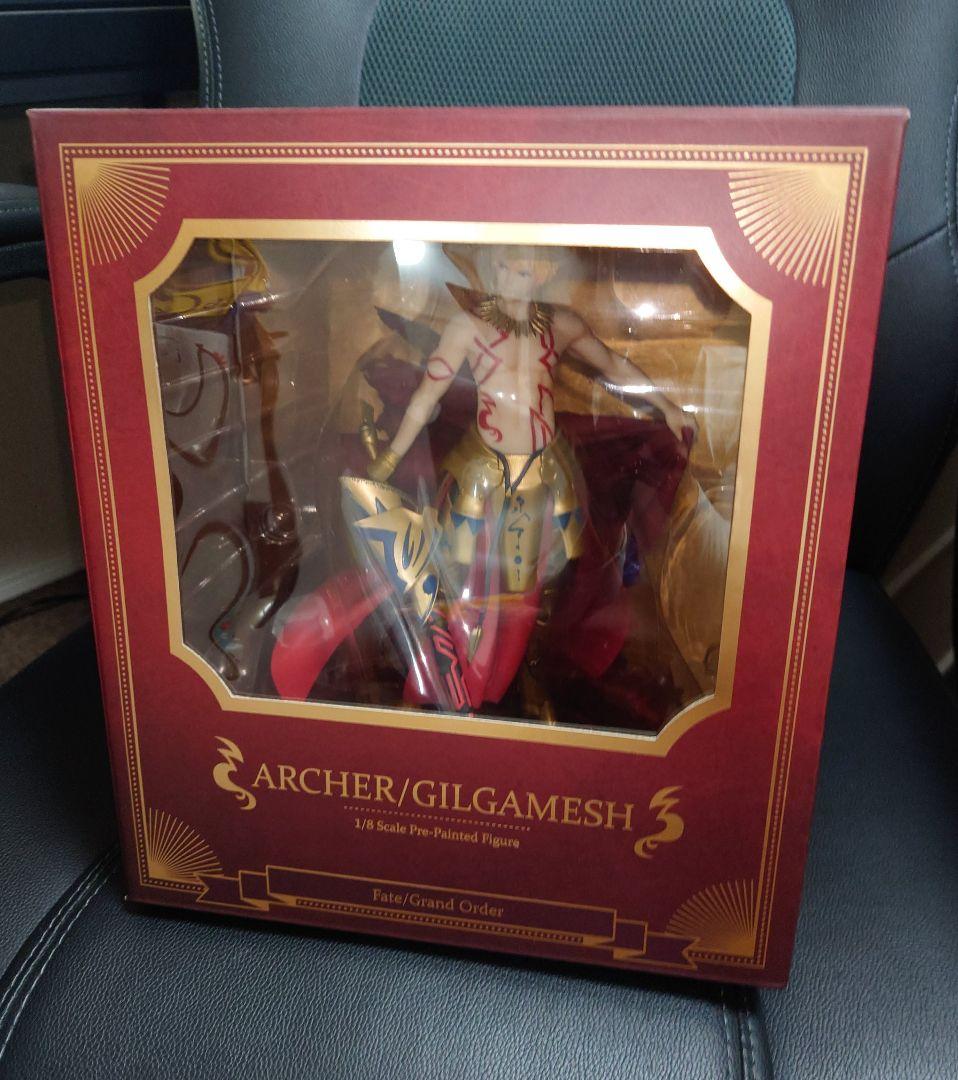 ARCHER/GILGAMESH
1/8 Scale Pre-Painted Figure
Fate/Grand Order